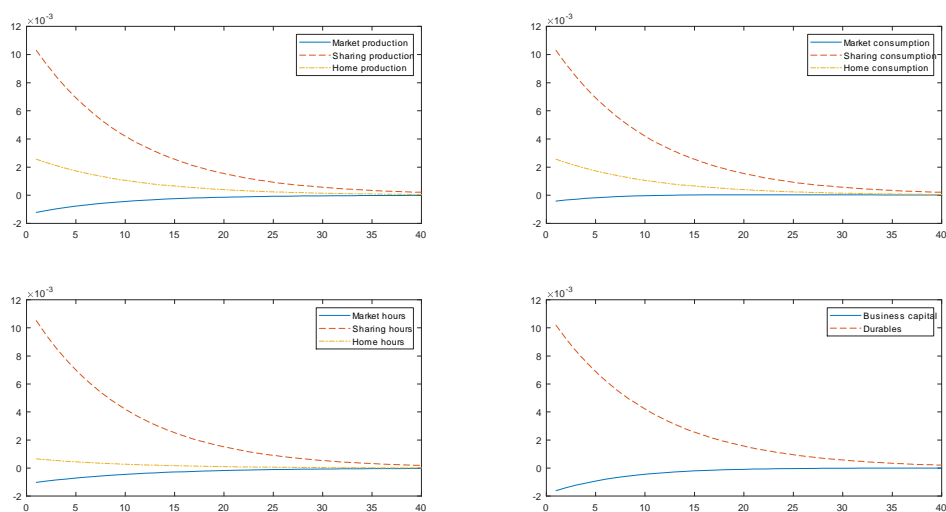 ×10⁻³
12
10
8
6
4
2
0
-2
0 5 10 15 20 25 30 35 40
Market production
Sharing production
Home production
×10⁻³
12
10
8
6
4
2
0
-2
0 5 10 15 20 25 30 35 40
Market consumption
Sharing consumption
Home consumption
×10⁻³
12
10
8
6
4
2
0
-2
0 5 10 15 20 25 30 35 40
Market hours
Sharing hours
Home hours
×10⁻³
12
10
8
6
4
2
0
-2
0 5 10 15 20 25 30 35 40
Business capital
Durables